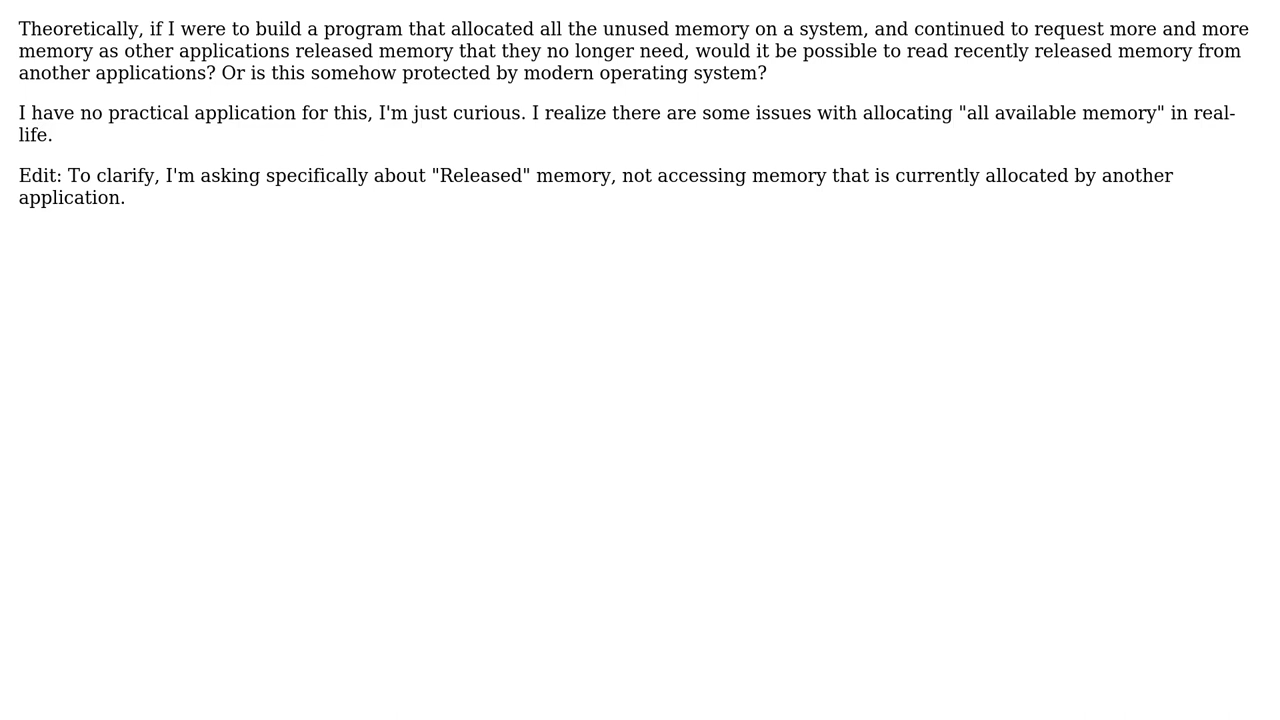 Theoretically, if I were to build a program that allocated all the unused memory on a system, and continued to request more and more
memory as other applications released memory that they no longer need, would it be possible to read recently released memory from
another applications? Or is this somehow protected by modern operating system?
I have no practical application for this, I'm just curious. I realize there are some issues with allocating "all available memory" in real-
life.
Edit: To clarify, I'm asking specifically about "Released" memory, not accessing memory that is currently allocated by another
application.